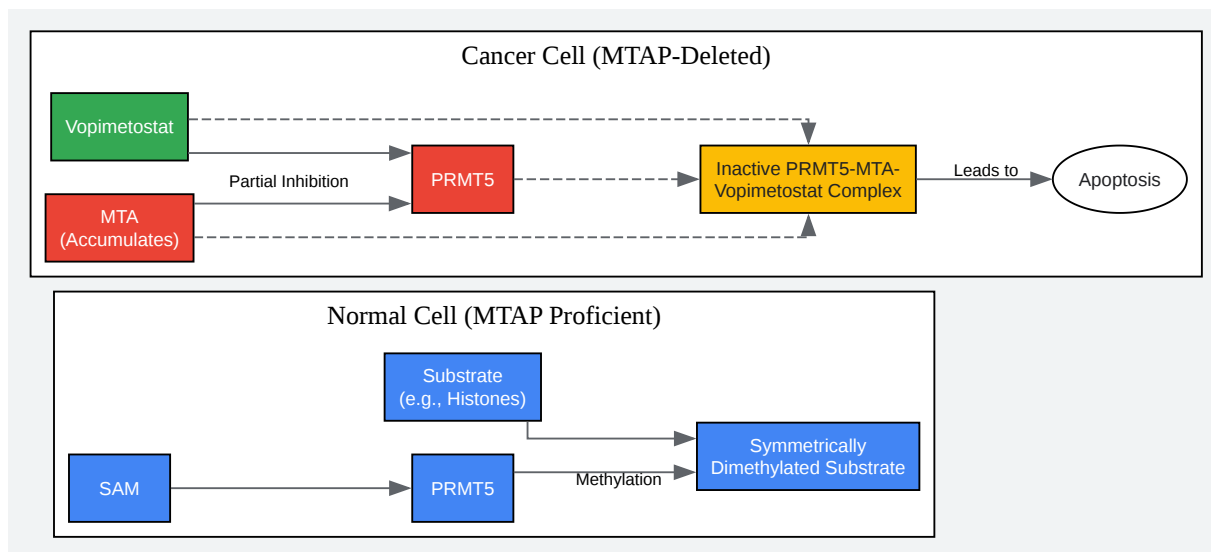 Cancer Cell (MTAP-Deleted)
Vopimetostat
Partial Inhibition
MTA
(Accumulates)
PRMT5
Inactive PRMT5-MTA-
Vopimetostat Complex
Leads to
Apoptosis
Normal Cell (MTAP Proficient)
Substrate
(e.g., Histones)
SAM
PRMT5
Methylation
Symmetrically
Dimethylated Substrate